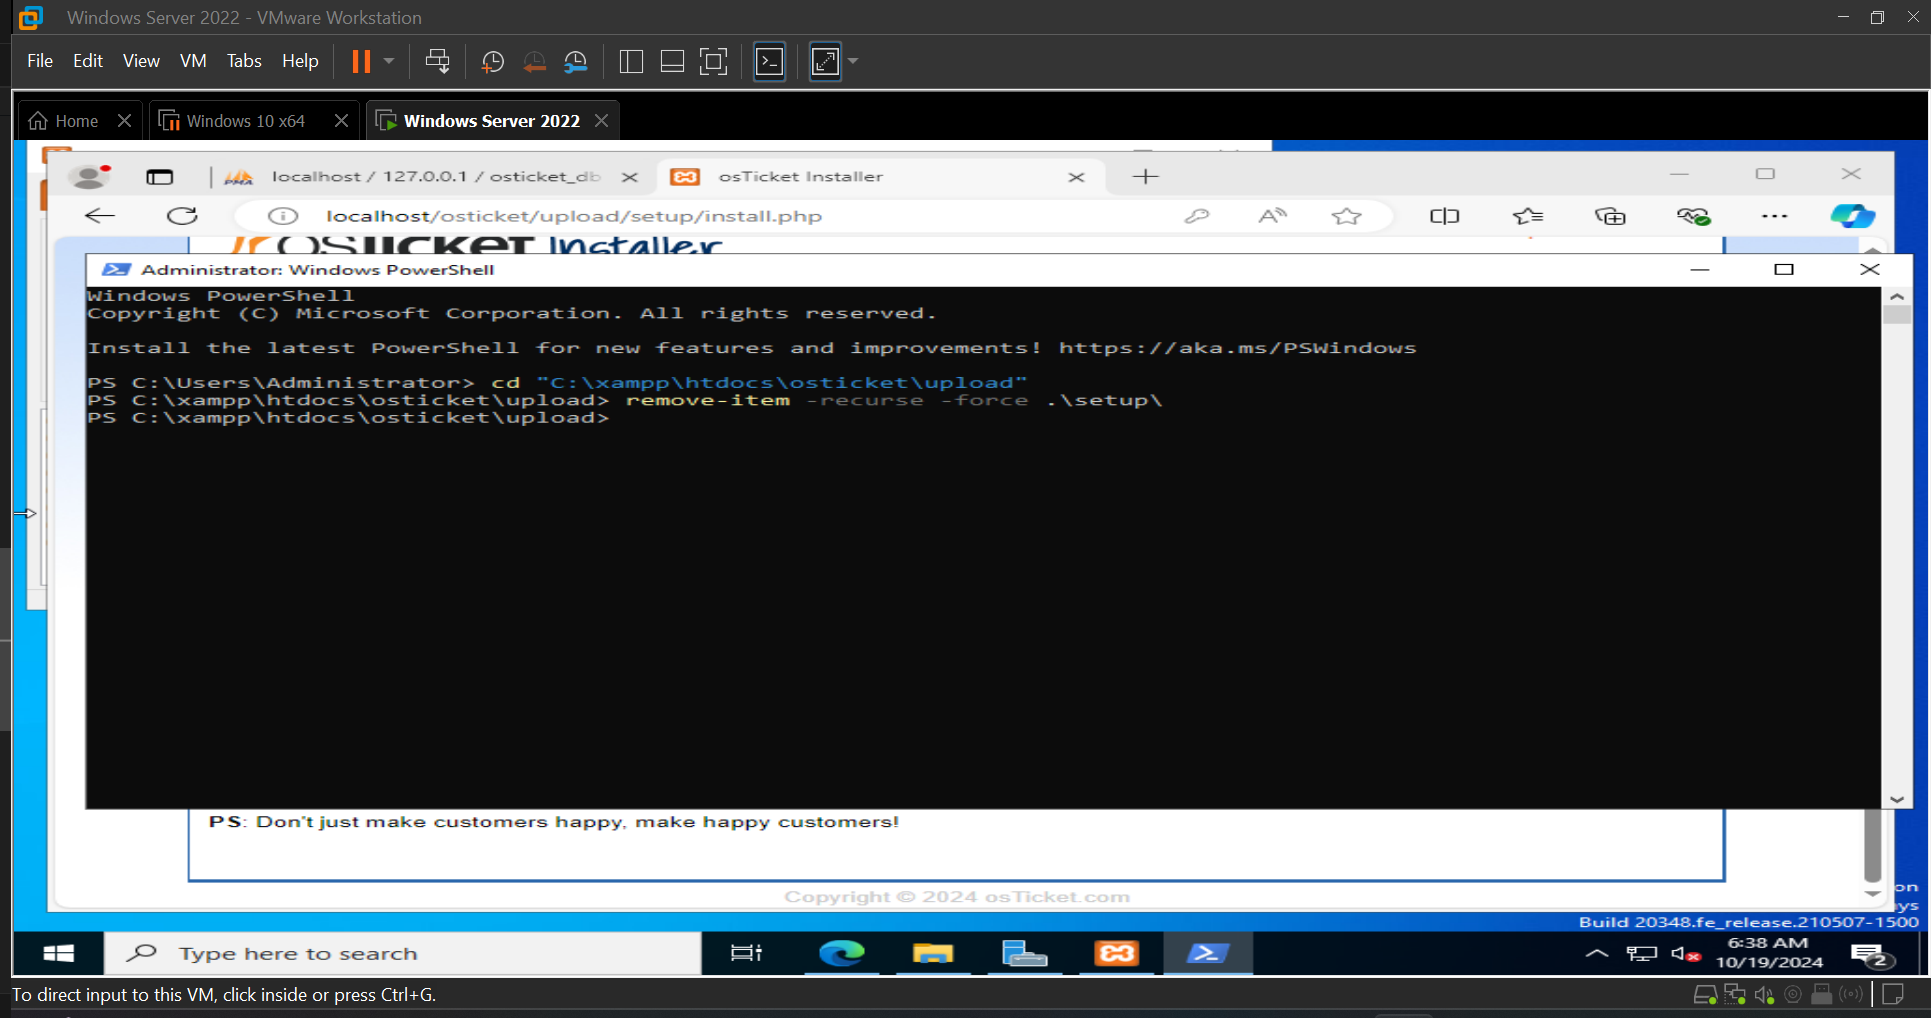 Windows Server 2022 - VMware Workstation
File Edit View VM Tabs Help
Home
Windows 10 x64
Windows Server 2022
localhost / 127.0.0.1 / osticket_db
osTicket Installer
localhost/osticket/upload/setup/install.php
osTicket Installer
Administrator: Windows PowerShell
Windows PowerShell
Copyright (C) Microsoft Corporation. All rights reserved.
Install the latest PowerShell for new features and improvements! https://aka.ms/PSWindows
PS C:\Users\Administrator> cd "C:\xampp\htdocs\osticket\upload"
PS C:\xampp\htdocs\osticket\upload> remove-item -recurse -force .\setup\
PS C:\xampp\htdocs\osticket\upload>
PS: Don't just make customers happy, make happy customers!
Copyright © 2024 osTicket.com
on
ys
Build 20348.fe_release.210507-1500
Type here to search
6:38 AM
10/19/2024
2
To direct input to this VM, click inside or press Ctrl+G.